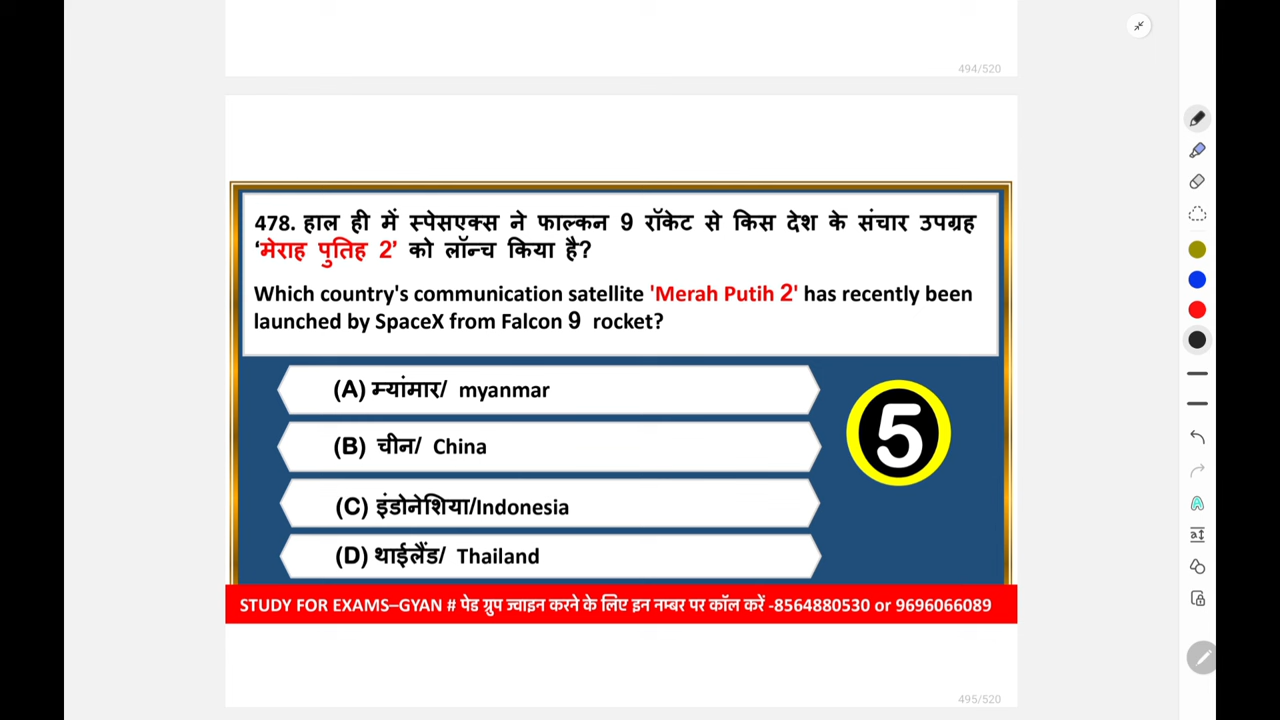 494/520
478. हाल ही में स्पेसएक्स ने फाल्कन 9 रॉकेट से किस देश के संचार उपग्रह
‘मेराह पुतिह 2’ को लॉन्च किया है?
Which country's communication satellite 'Merah Putih 2' has recently been
launched by SpaceX from Falcon 9 rocket?
(A) म्यांमार/ myanmar
(B) चीन/ China
(C) इंडोनेशिया/Indonesia
(D) थाईलैंड/ Thailand
5
STUDY FOR EXAMS–GYAN # पेड ग्रुप ज्वाइन करने के लिए इन नम्बर पर कॉल करें -8564880530 or 9696066089
495/520